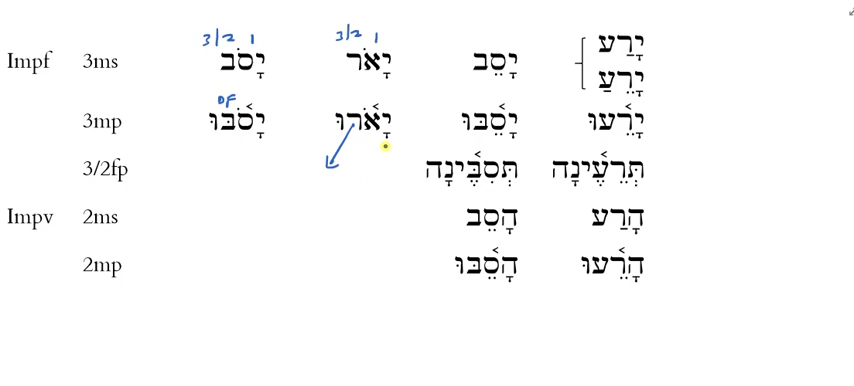 3/2 1 3/2 1
Impf 3ms יָסֹב יָאֹר יָסֵב יָרַע
יָרֵעַ
DF
3mp יָסֹ֫בּוּ יָאֹ֫רוּ יָסֵ֫בּוּ יָרֵ֫עוּ
3/2fp תְּסִבֶּ֫ינָה תְּרֵעֶ֫ינָה
Impv 2ms הָסֵב הָרַע
2mp הָסֵ֫בּוּ הָרֵ֫עוּ